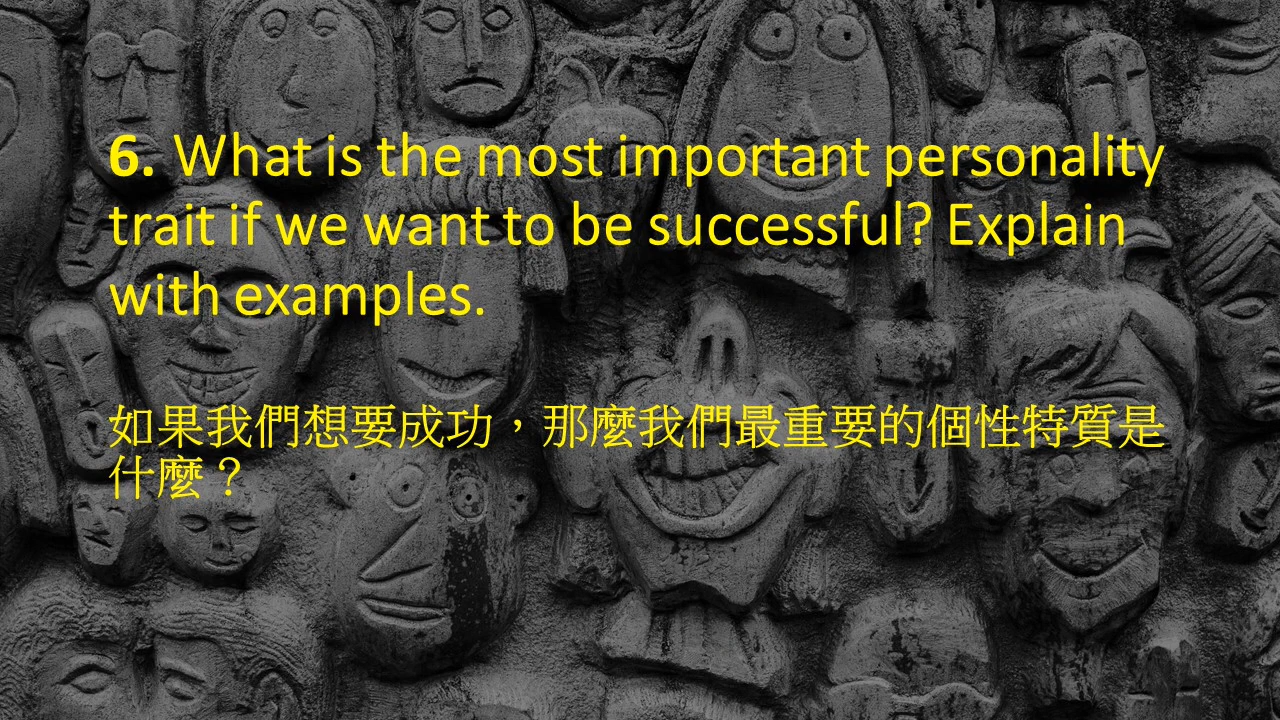 6. What is the most important personality
trait if we want to be successful? Explain
with examples.
如果我們想要成功，那麼我們最重要的個性特質是
什麼？